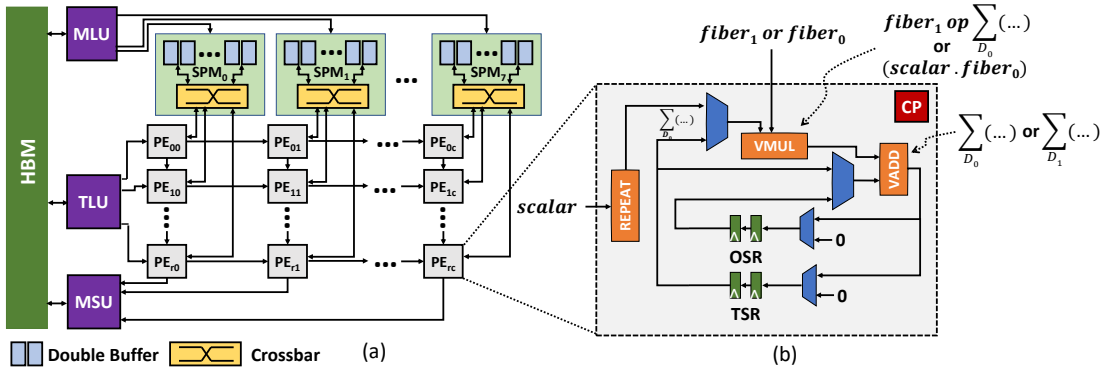 HBM
MLU
TLU
MSU
SPM0
SPM1
...
SPM7
...
PE00
PE01
...
PE0c
PE10
PE11
...
PE1c
PEr0
PEr1
...
PErc
Double Buffer
Crossbar
(a)
fiber1 or fiber0
fiber1 op ∑D0(...)
or
(scalar . fiber0)
CP
∑D0(...)
VMUL
∑D0(...) or ∑D1(...)
VADD
scalar
REPEAT
0
OSR
0
TSR
(b)